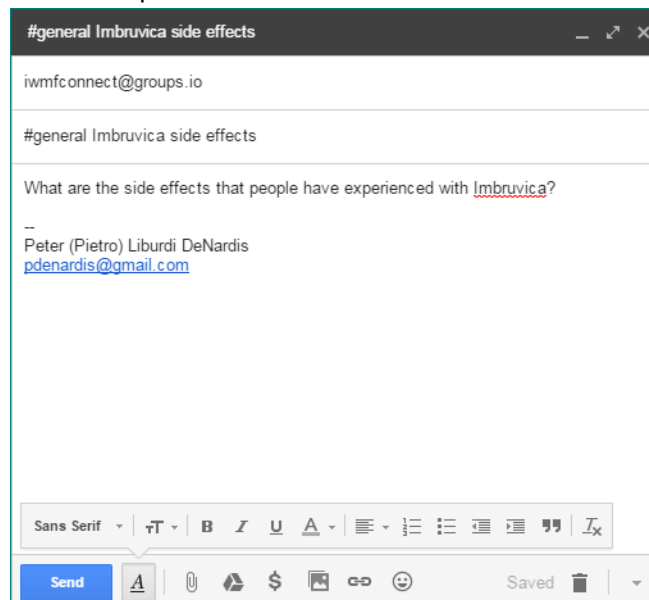 #general Imbruvica side effects
iwmfconnect@groups.io
#general Imbruvica side effects
What are the side effects that people have experienced with Imbruvica?
--
Peter (Pietro) Liburdi DeNardis
pdenardis@gmail.com
Sans Serif
Send
Saved